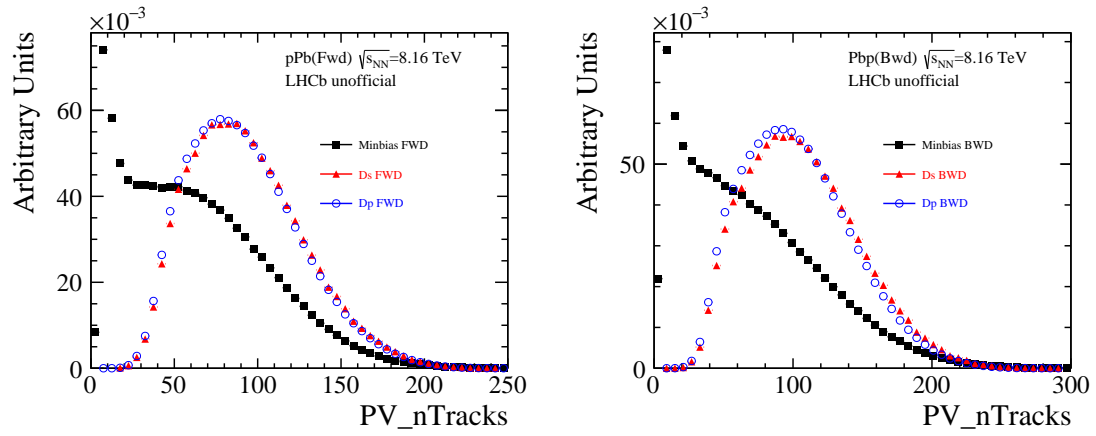 ×10⁻³
Arbitrary Units
pPb(Fwd) √s_NN=8.16 TeV
LHCb unofficial
Minbias FWD
Ds FWD
Dp FWD
60
40
20
0
0 50 100 150 200 250
PV_nTracks
×10⁻³
Arbitrary Units
Pbp(Bwd) √s_NN=8.16 TeV
LHCb unofficial
Minbias BWD
Ds BWD
Dp BWD
50
0
0 100 200 300
PV_nTracks